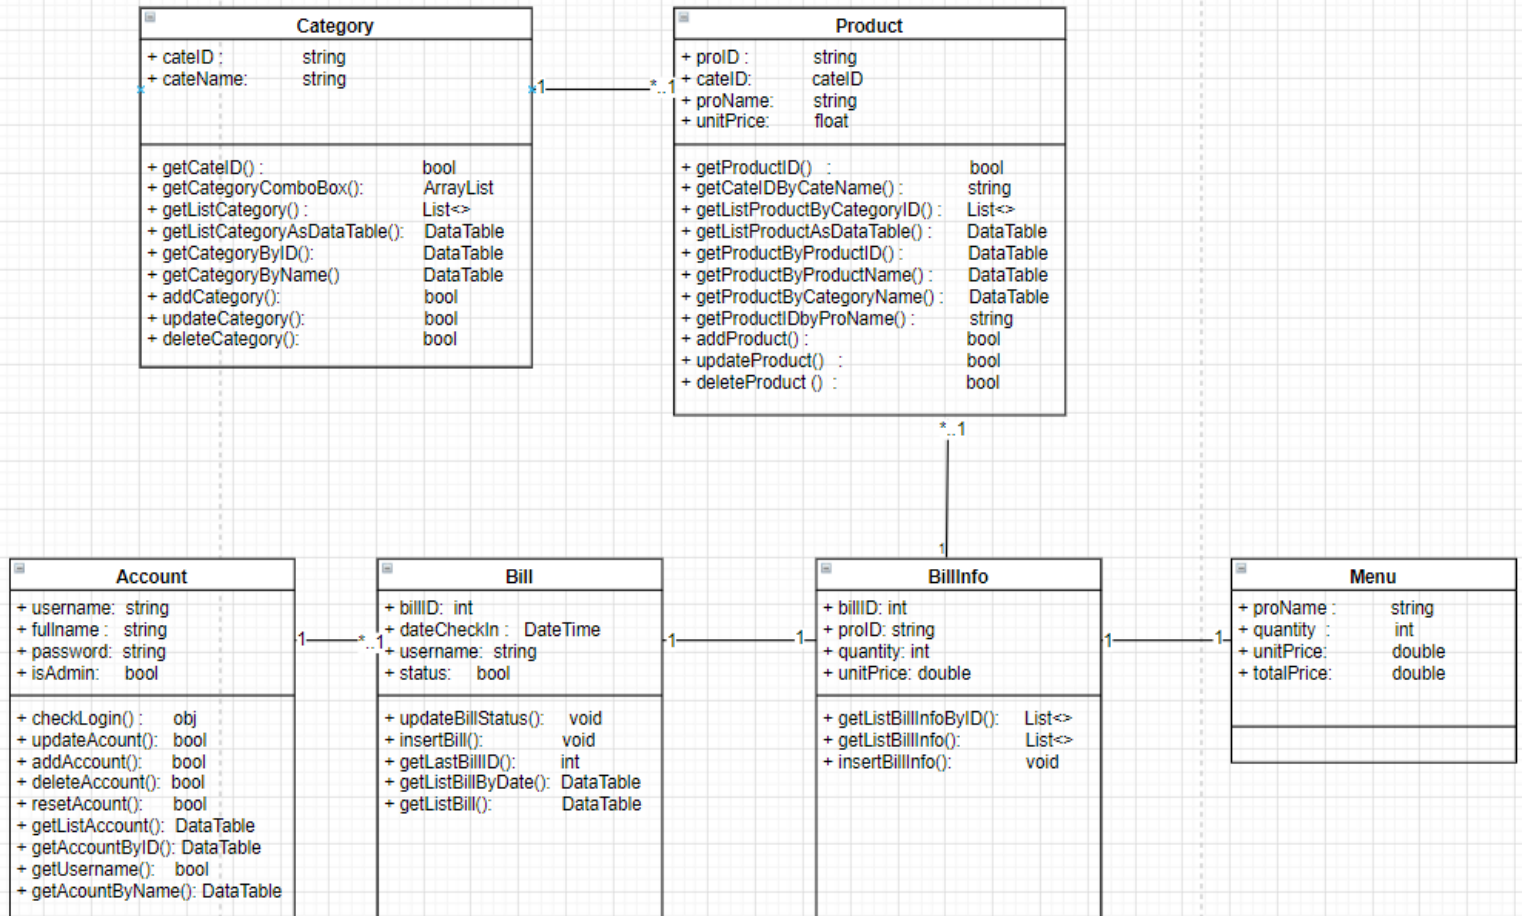 Category
+ cateID : string
+ cateName: string
+ getCateID() : bool
+ getCategoryComboBox(): ArrayList
+ getListCategory() : List<>
+ getListCategoryAsDataTable(): DataTable
+ getCategoryByID(): DataTable
+ getCategoryByName() DataTable
+ addCategory(): bool
+ updateCategory(): bool
+ deleteCategory(): bool
1
*..1
Product
+ proID : string
+ cateID: cateID
+ proName: string
+ unitPrice: float
+ getProductID() : bool
+ getCateIDByCateName() : string
+ getListProductByCategoryID() : List<>
+ getListProductAsDataTable() : DataTable
+ getProductByProductID() : DataTable
+ getProductByProductName() : DataTable
+ getProductByCategoryName() : DataTable
+ getProductIDbyProName() : string
+ addProduct() : bool
+ updateProduct() : bool
+ deleteProduct () : bool
*..1
1
Account
+ username: string
+ fullname : string
+ password: string
+ isAdmin: bool
+ checkLogin() : obj
+ updateAcount(): bool
+ addAccount(): bool
+ deleteAccount(): bool
+ resetAcount(): bool
+ getListAccount(): DataTable
+ getAccountByID(): DataTable
+ getUsername(): bool
+ getAcountByName(): DataTable
1
*..1
Bill
+ billID: int
+ dateCheckIn : DateTime
+ username: string
+ status: bool
+ updateBillStatus(): void
+ insertBill(): void
+ getLastBillID(): int
+ getListBillByDate(): DataTable
+ getListBill(): DataTable
1
1
BillInfo
+ billID: int
+ proID: string
+ quantity: int
+ unitPrice: double
+ getListBillInfoByID(): List<>
+ getListBillInfo(): List<>
+ insertBillInfo(): void
1
1
Menu
+ proName : string
+ quantity : int
+ unitPrice: double
+ totalPrice: double